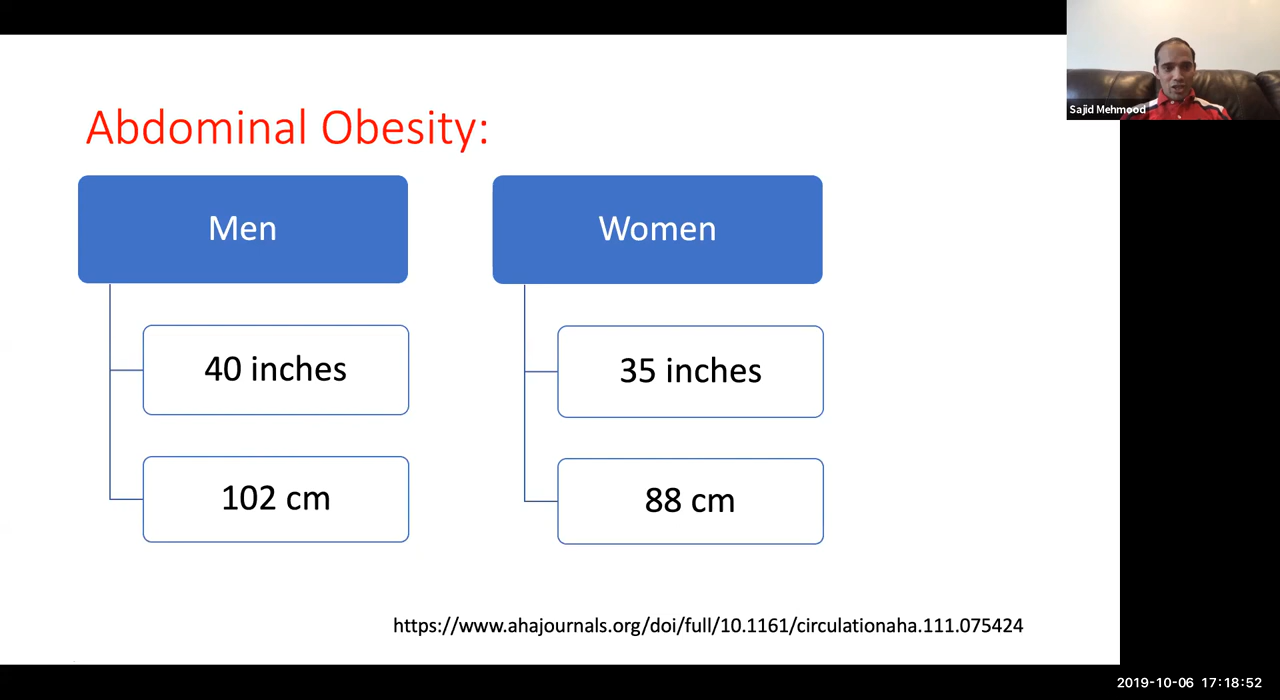 Sajid Mehmood
Abdominal Obesity:
Men
40 inches
102 cm
Women
35 inches
88 cm
https://www.ahajournals.org/doi/full/10.1161/circulationaha.111.075424
2019-10-06 17:18:52